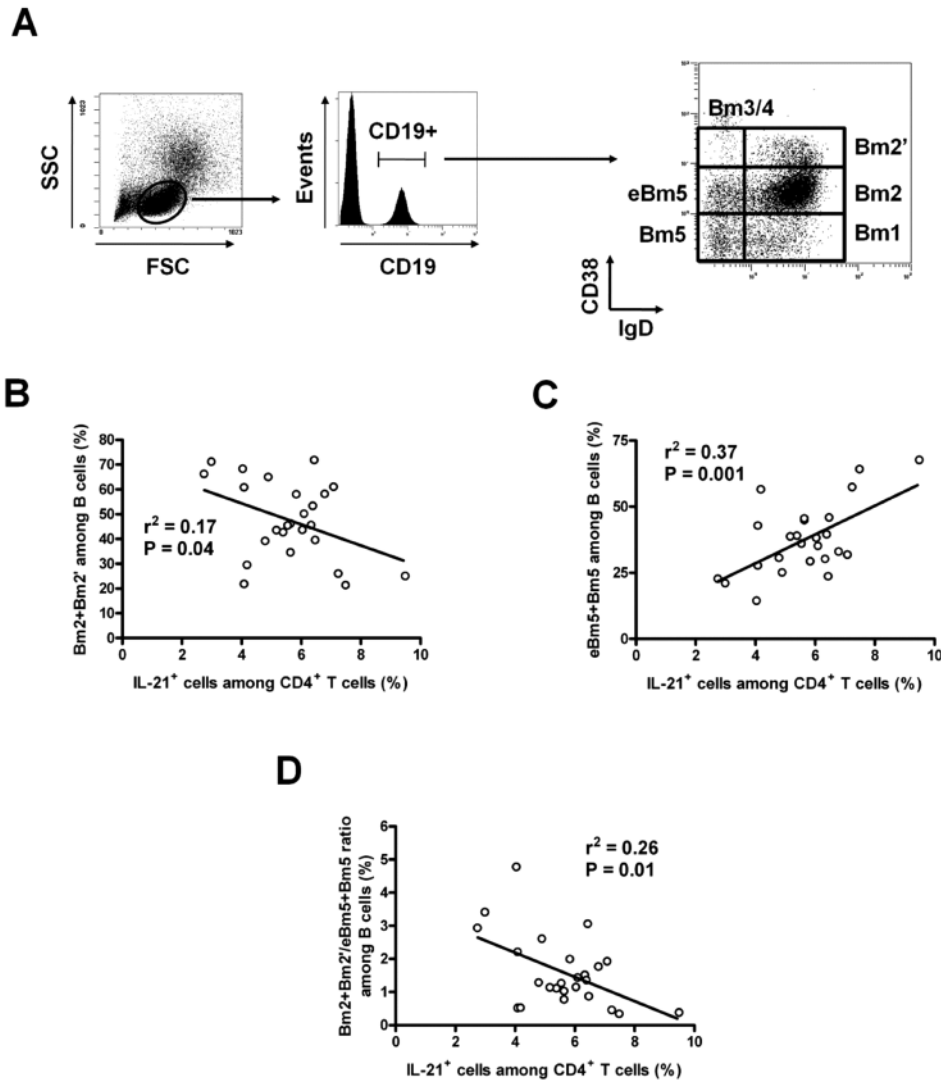 A
SSC
1023
0
0
1023
FSC
Events
CD19+
CD19
Bm3/4
Bm2'
eBm5
Bm2
Bm5
Bm1
CD38
IgD
B
Bm2+Bm2' among B cells (%)
80
70
60
50
40
30
20
10
0
r² = 0.17
P = 0.04
0 2 4 6 8 10
IL-21⁺ cells among CD4⁺ T cells (%)
C
eBm5+Bm5 among B cells (%)
75
50
25
0
r² = 0.37
P = 0.001
0 2 4 6 8 10
IL-21⁺ cells among CD4⁺ T cells (%)
D
Bm2+Bm2'/eBm5+Bm5 ratio
among B cells (%)
6
5
4
3
2
1
0
r² = 0.26
P = 0.01
0 2 4 6 8 10
IL-21⁺ cells among CD4⁺ T cells (%)